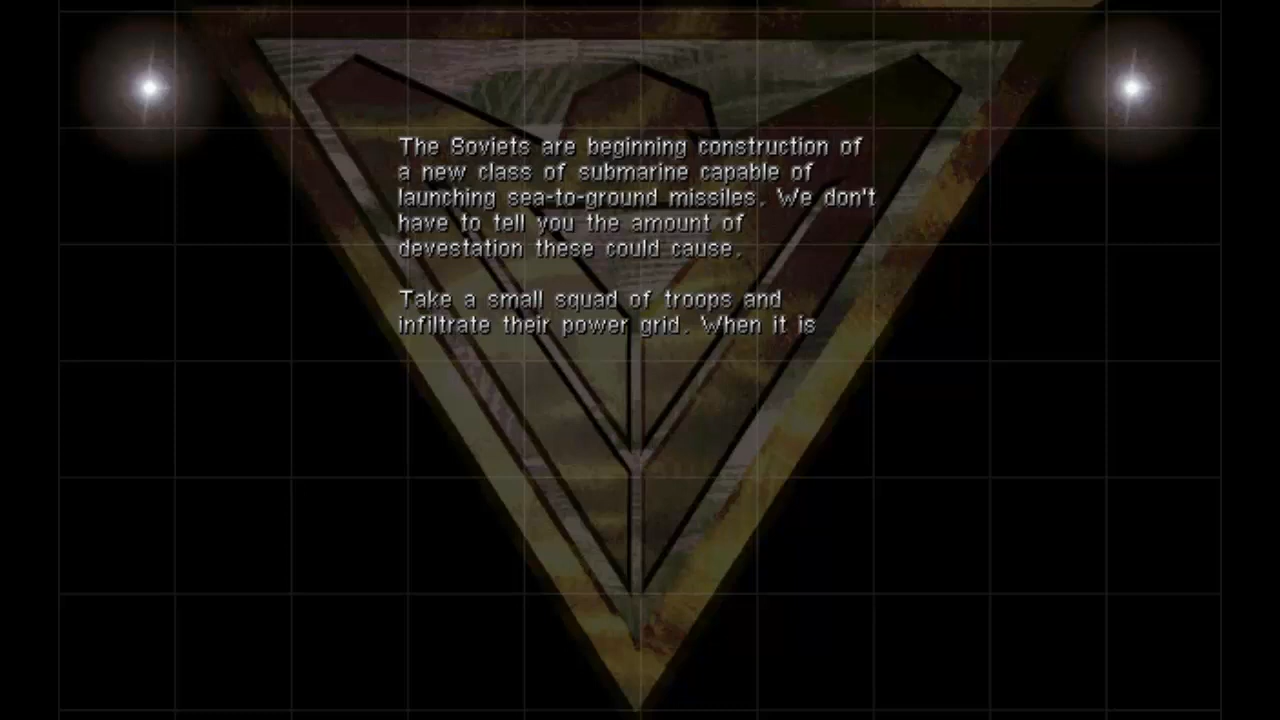 The Soviets are beginning construction of
a new class of submarine capable of
launching sea-to-ground missiles. We don't
have to tell you the amount of
devestation these could cause.
Take a small squad of troops and
infiltrate their power grid. When it is